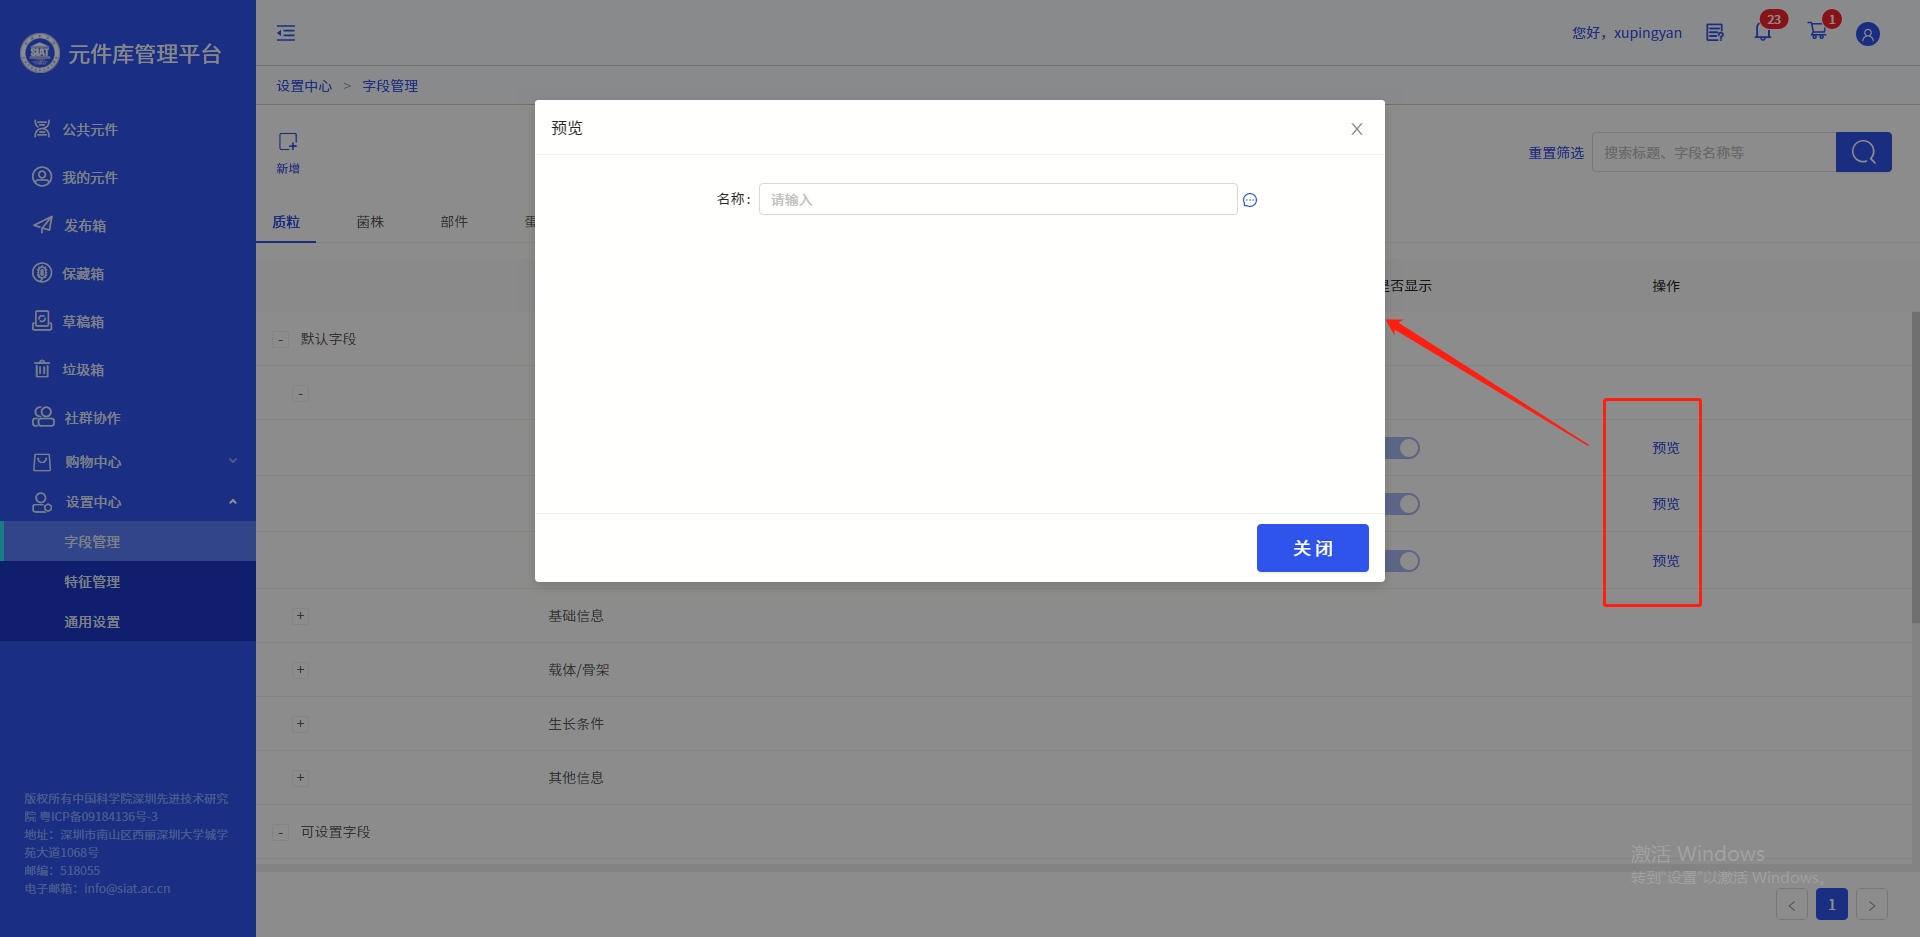 SIAT
元件库管理平台
您好，xupingyan
23
1
公共元件
我的元件
发布箱
保藏箱
草稿箱
垃圾箱
社群协作
购物中心
设置中心
字段管理
特征管理
通用设置
版权所有中国科学院深圳先进技术研究
院 粤ICP备09184136号-3
地址：深圳市南山区西丽深圳大学城学
苑大道1068号
邮编：518055
电子邮箱：info@siat.ac.cn
设置中心 > 字段管理
新增
重置筛选
搜索标题、字段名称等
质粒
菌株
部件
是否显示
操作
- 默认字段
-
预览
预览
预览
+ 基础信息
+ 载体/骨架
+ 生长条件
+ 其他信息
- 可设置字段
预览
X
名称：
请输入
关 闭
激活 Windows
转到“设置”以激活 Windows。
< 1 >